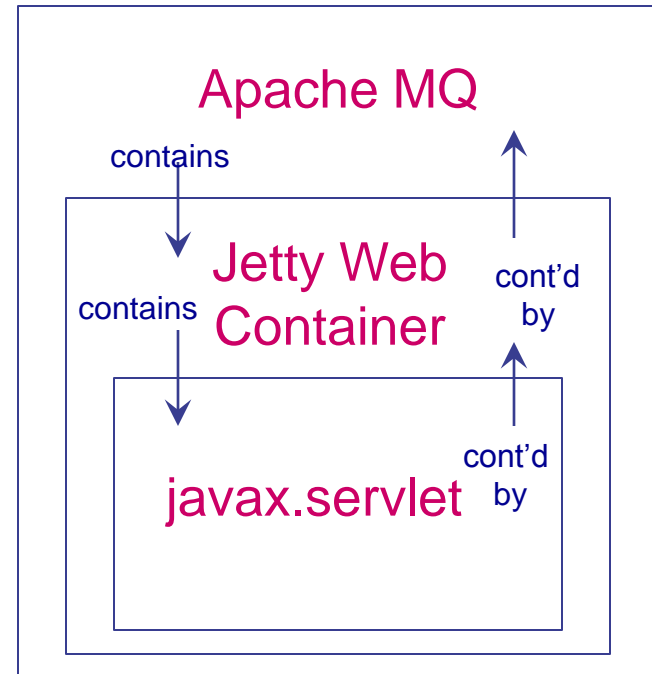 Apache MQ
contains
Jetty Web
Container
cont’d
by
contains
javax.servlet
cont’d
by